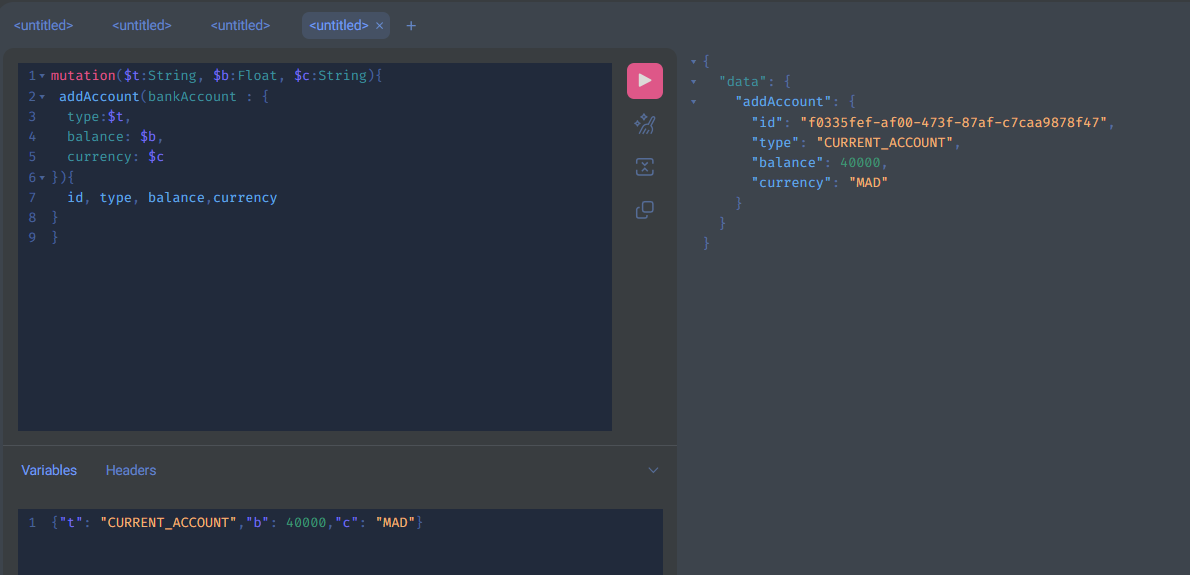 <untitled> <untitled> <untitled> <untitled> × +
1 mutation($t:String, $b:Float, $c:String){
2 addAccount(bankAccount : {
3 type:$t,
4 balance: $b,
5 currency: $c
6 }){
7 id, type, balance,currency
8 }
9 }
{
"data": {
"addAccount": {
"id": "f0335fef-af00-473f-87af-c7caa9878f47",
"type": "CURRENT_ACCOUNT",
"balance": 40000,
"currency": "MAD"
}
}
}
Variables Headers
1 {"t": "CURRENT_ACCOUNT","b": 40000,"c": "MAD"}